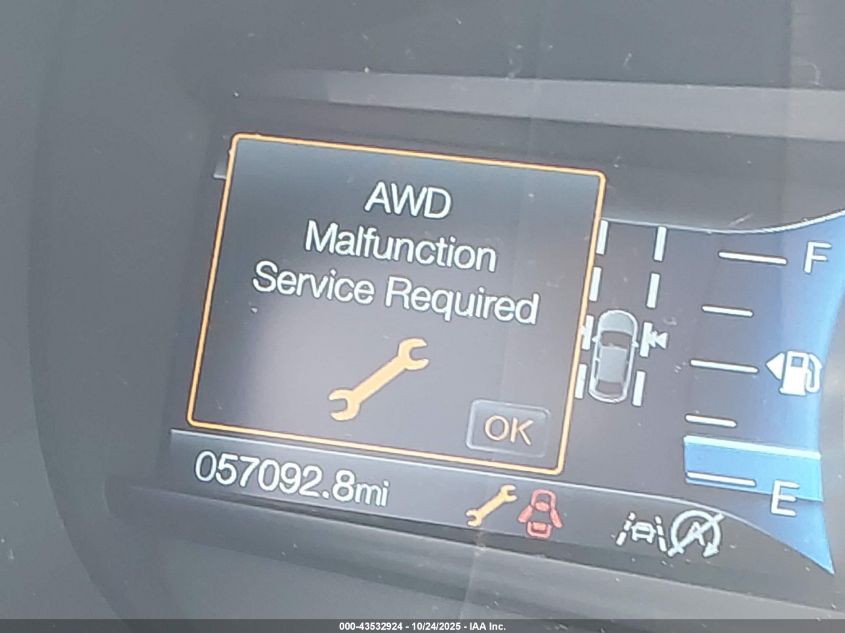 AWD
Malfunction
Service Required
OK
F
E
057092.8mi
A
000-43532924 - 10/24/2025 - IAA Inc.